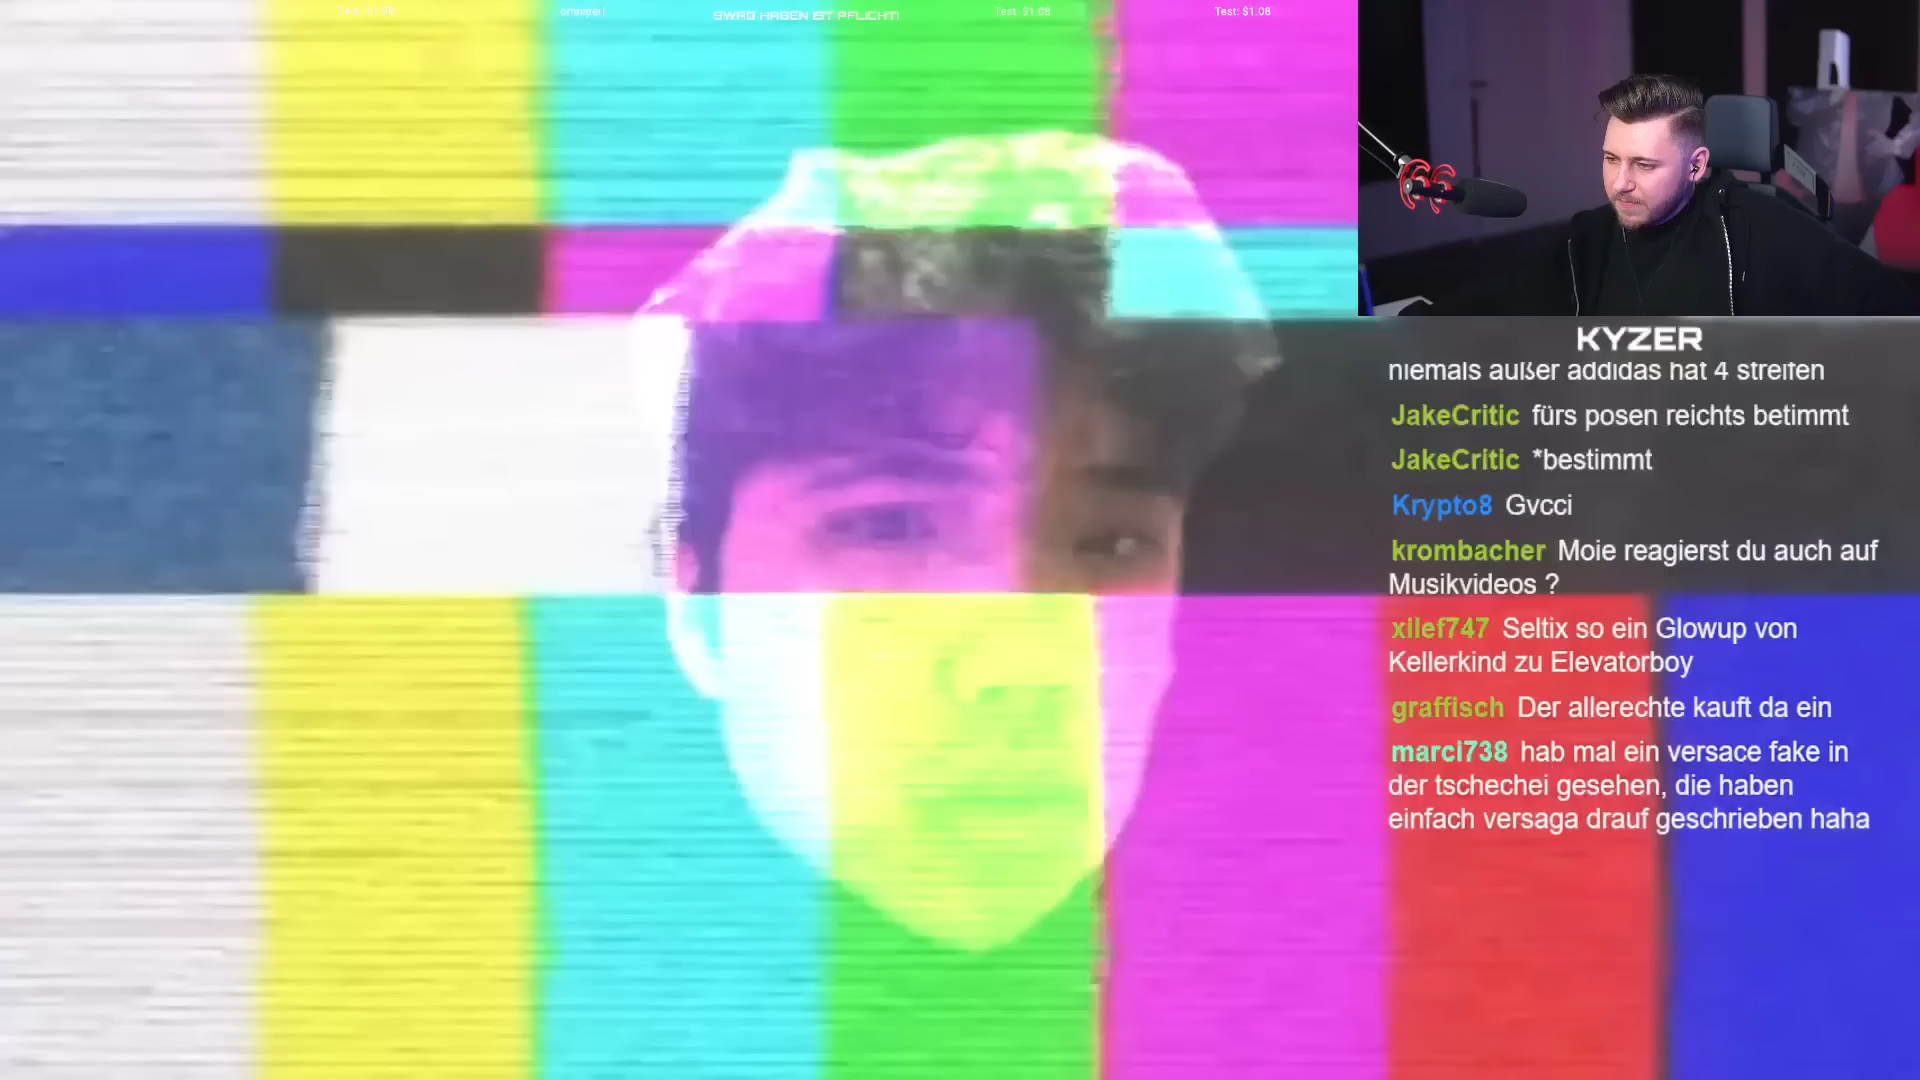 SWAG HABEN IST PFLICHT!
Test: $1.08
Test: $1.08
KYZER
niemals außer addidas hat 4 streifen
JakeCritic fürs posen reichts betimmt
JakeCritic *bestimmt
Krypto8 Gvcci
krombacher Moie reagierst du auch auf
Musikvideos ?
xilef747 Seltix so ein Glowup von
Kellerkind zu Elevatorboy
graffisch Der allerechte kauft da ein
marci738 hab mal ein versace fake in
der tschechei gesehen, die haben
einfach versaga drauf geschrieben haha